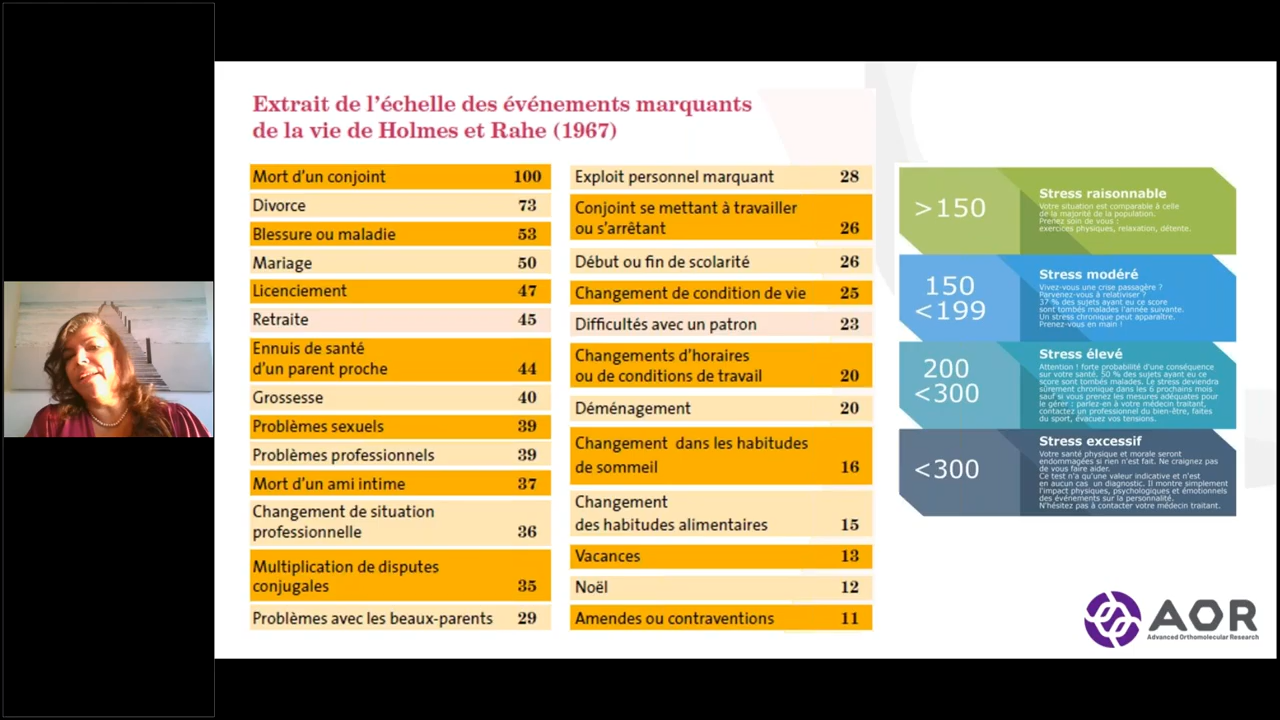 Extrait de l'échelle des événements marquants
de la vie de Holmes et Rahe (1967)
Mort d'un conjoint 100
Divorce 73
Blessure ou maladie 53
Mariage 50
Licenciement 47
Retraite 45
Ennuis de santé
d'un parent proche 44
Grossesse 40
Problèmes sexuels 39
Problèmes professionnels 39
Mort d'un ami intime 37
Changement de situation
professionnelle 36
Multiplication de disputes
conjugales 35
Problèmes avec les beaux-parents 29
Exploit personnel marquant 28
Conjoint se mettant à travailler
ou s'arrêtant 26
Début ou fin de scolarité 26
Changement de condition de vie 25
Difficultés avec un patron 23
Changements d'horaires
ou de conditions de travail 20
Déménagement 20
Changement dans les habitudes
de sommeil 16
Changement
des habitudes alimentaires 15
Vacances 13
Noël 12
Amendes ou contraventions 11
>150
Stress raisonnable
Votre situation est comparable à celle
de la majorité de la population.
Prenez soin de vous :
exercices physiques, relaxation, détente.
150
<199
Stress modéré
Vivez-vous une crise passagère ?
Parvenez-vous à relativiser ?
37 % des sujets ayant eu ce score
sont tombés malades l'année suivante.
Un stress chronique peut apparaître.
Prenez-vous en main !
200
<300
Stress élevé
Attention ! forte probabilité d'une conséquence
sur votre santé. 50 % des sujets ayant eu ce
score sont tombés malades. Le stress deviendra
sûrement chronique dans les 6 prochains mois
sauf si vous prenez les mesures adéquates pour
le gérer : parlez-en à votre médecin traitant,
contactez un professionnel du bien-être, faites
du sport, évacuez vos tensions.
<300
Stress excessif
Votre santé physique et morale seront
endommagées si rien n'est fait. Ne craignez pas
de vous faire aider.
Ce test n'a qu'une valeur indicative et n'est
en aucun cas un diagnostic. Il montre simplement
l'impact physiques, psychologiques et émotionnels
des événements sur la personnalité.
N'hésitez pas à contacter votre médecin traitant.
AOR
Advanced Orthomolecular Research